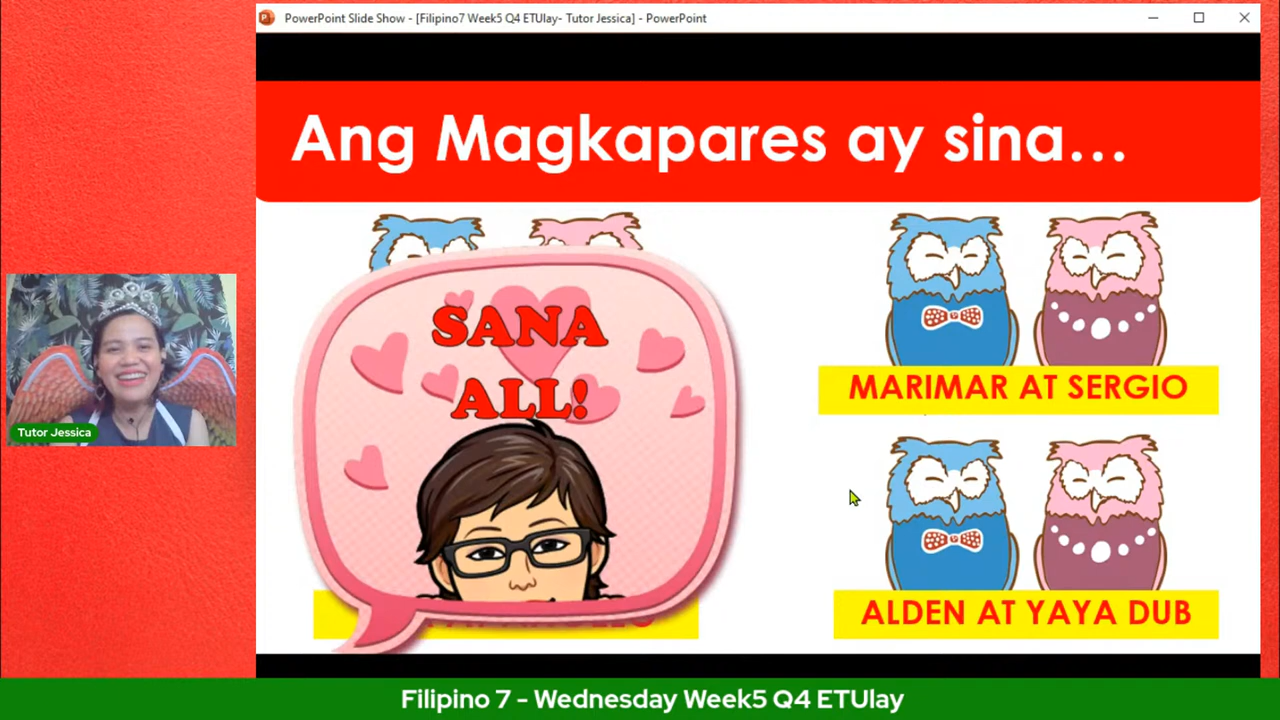 PowerPoint Slide Show - [Filipino7 Week5 Q4 ETUlay- Tutor Jessica] - PowerPoint
Ang Magkapares ay sina...
SANA
ALL!
MARIMAR AT SERGIO
ALDEN AT YAYA DUB
Tutor Jessica
Filipino 7 - Wednesday Week5 Q4 ETUlay